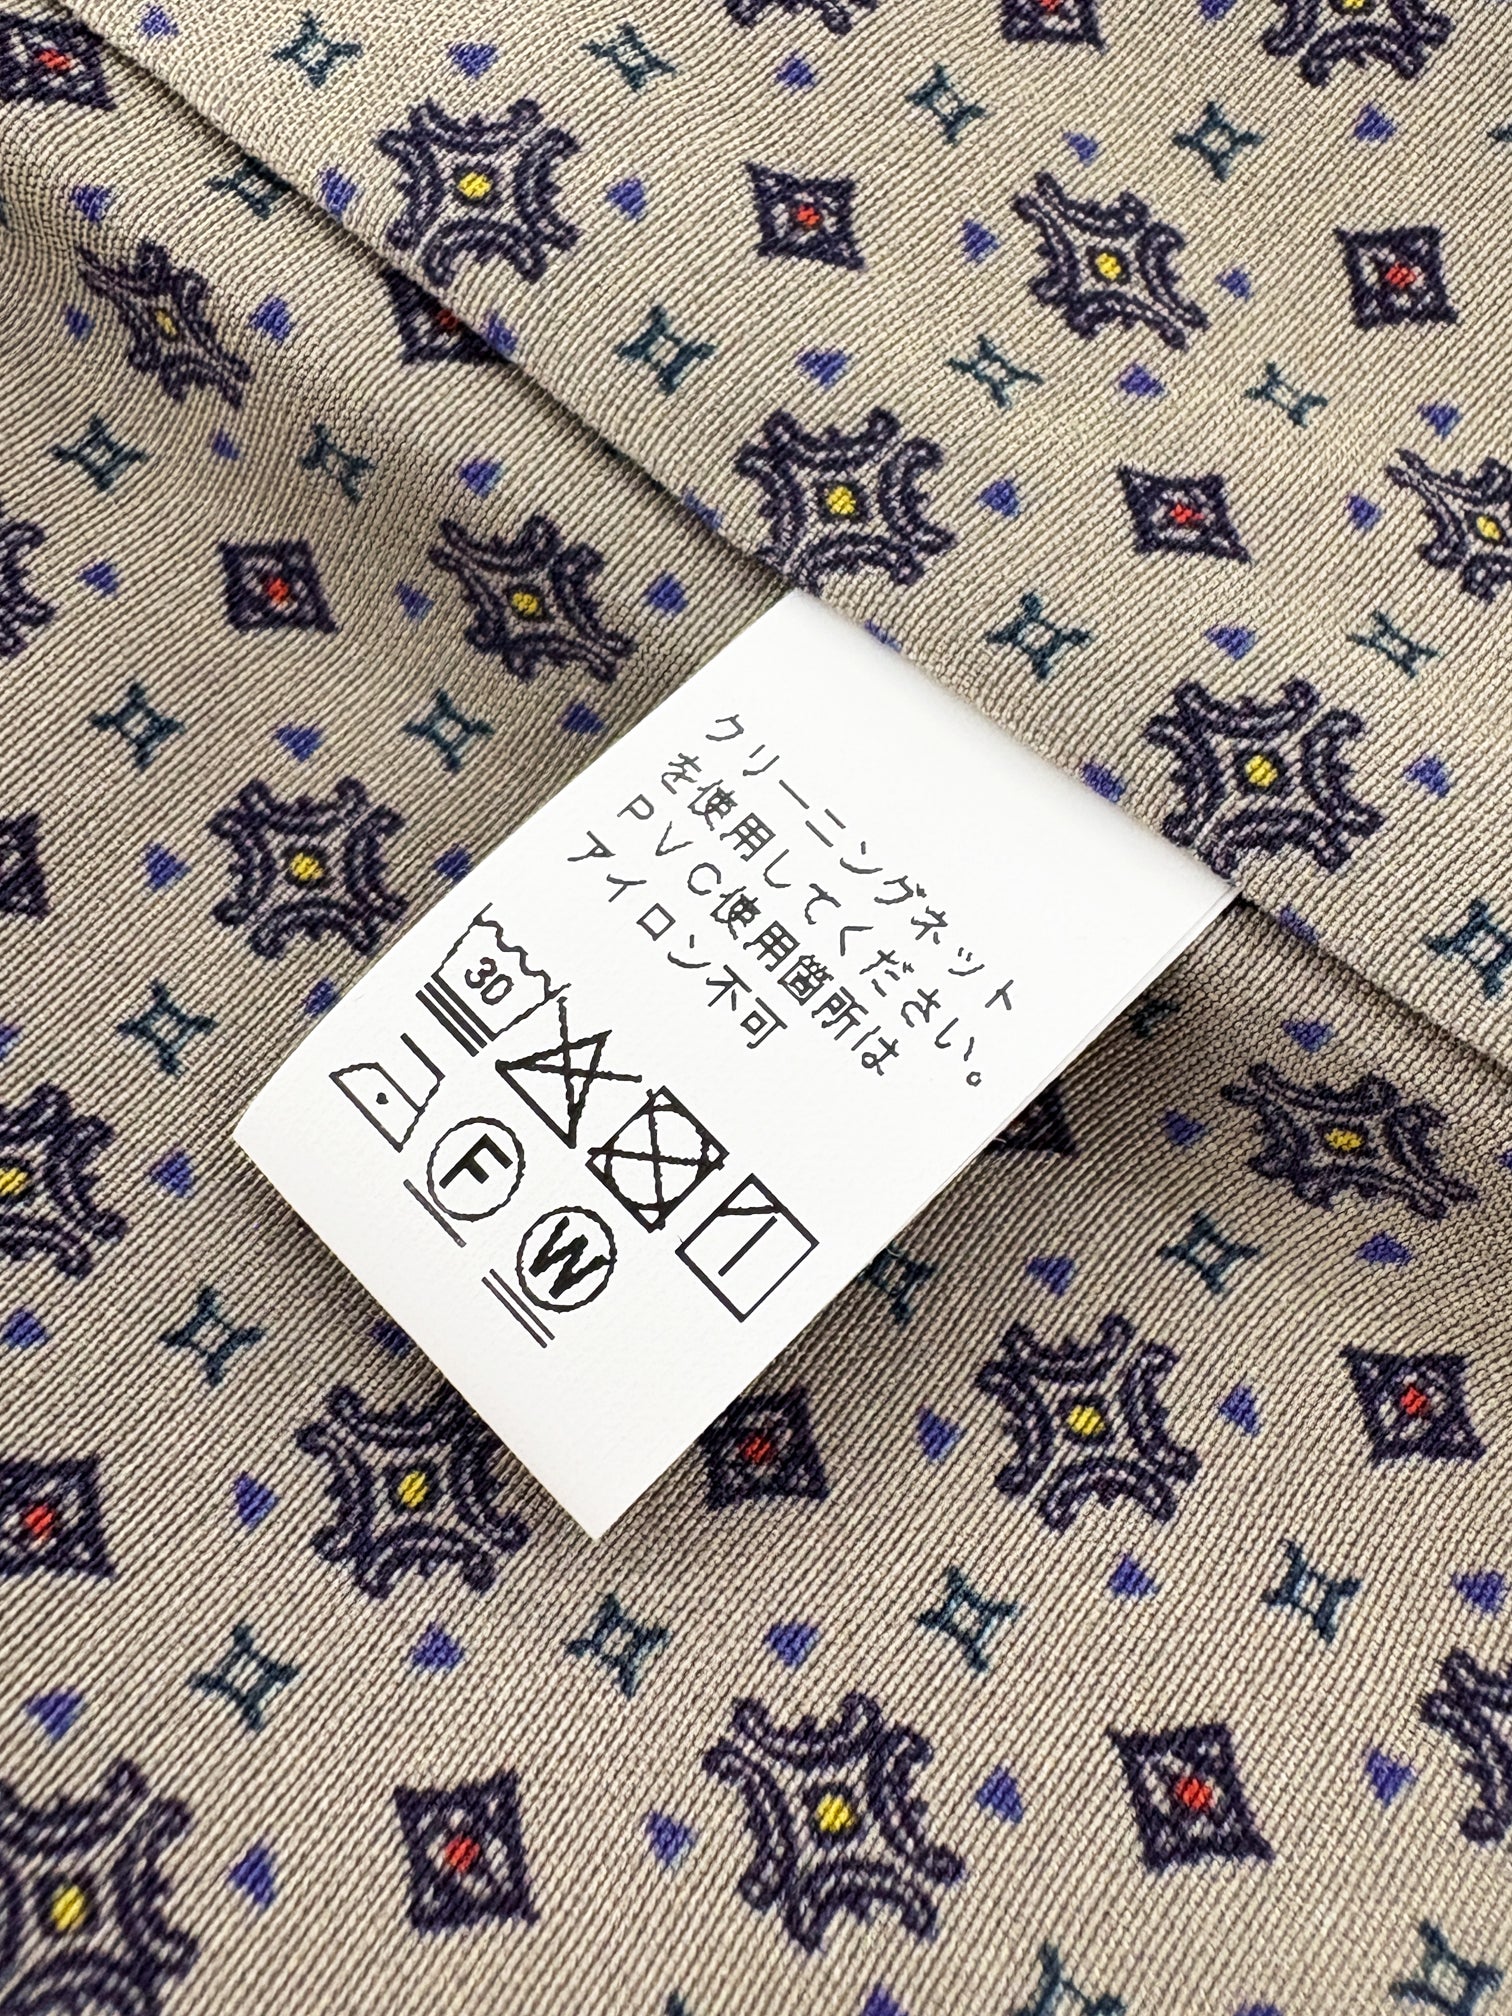 クリーニングネット
を使用してください。
PVC使用箇所は
アイロン不可
30
F
W